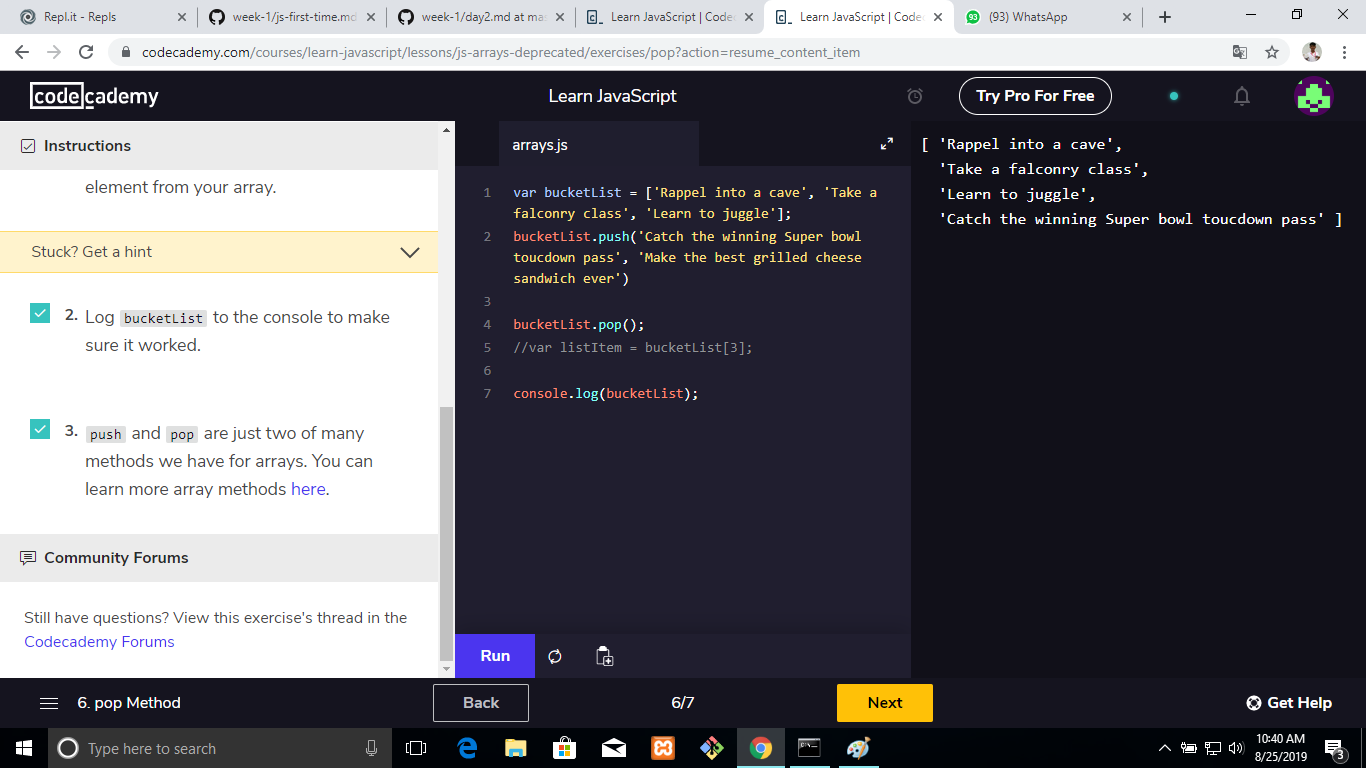 Repl.it - Repls
week-1/js-first-time.md
week-1/day2.md at mas
Learn JavaScript | Code
Learn JavaScript | Code
(93) WhatsApp
codecademy.com/courses/learn-javascript/lessons/js-arrays-deprecated/exercises/pop?action=resume_content_item
codecademy
Learn JavaScript
Try Pro For Free
Instructions
element from your array.
Stuck? Get a hint
2. Log bucketList to the console to make
sure it worked.
3. push and pop are just two of many
methods we have for arrays. You can
learn more array methods here.
Community Forums
Still have questions? View this exercise's thread in the
Codecademy Forums
arrays.js
1 var bucketList = ['Rappel into a cave', 'Take a
falconry class', 'Learn to juggle'];
2 bucketList.push('Catch the winning Super bowl
toucdown pass', 'Make the best grilled cheese
sandwich ever')
3
4 bucketList.pop();
5 //var listItem = bucketList[3];
6
7 console.log(bucketList);
Run
[ 'Rappel into a cave',
'Take a falconry class',
'Learn to juggle',
'Catch the winning Super bowl toucdown pass' ]
6. pop Method
Back
6/7
Next
Get Help
Type here to search
10:40 AM
8/25/2019
3